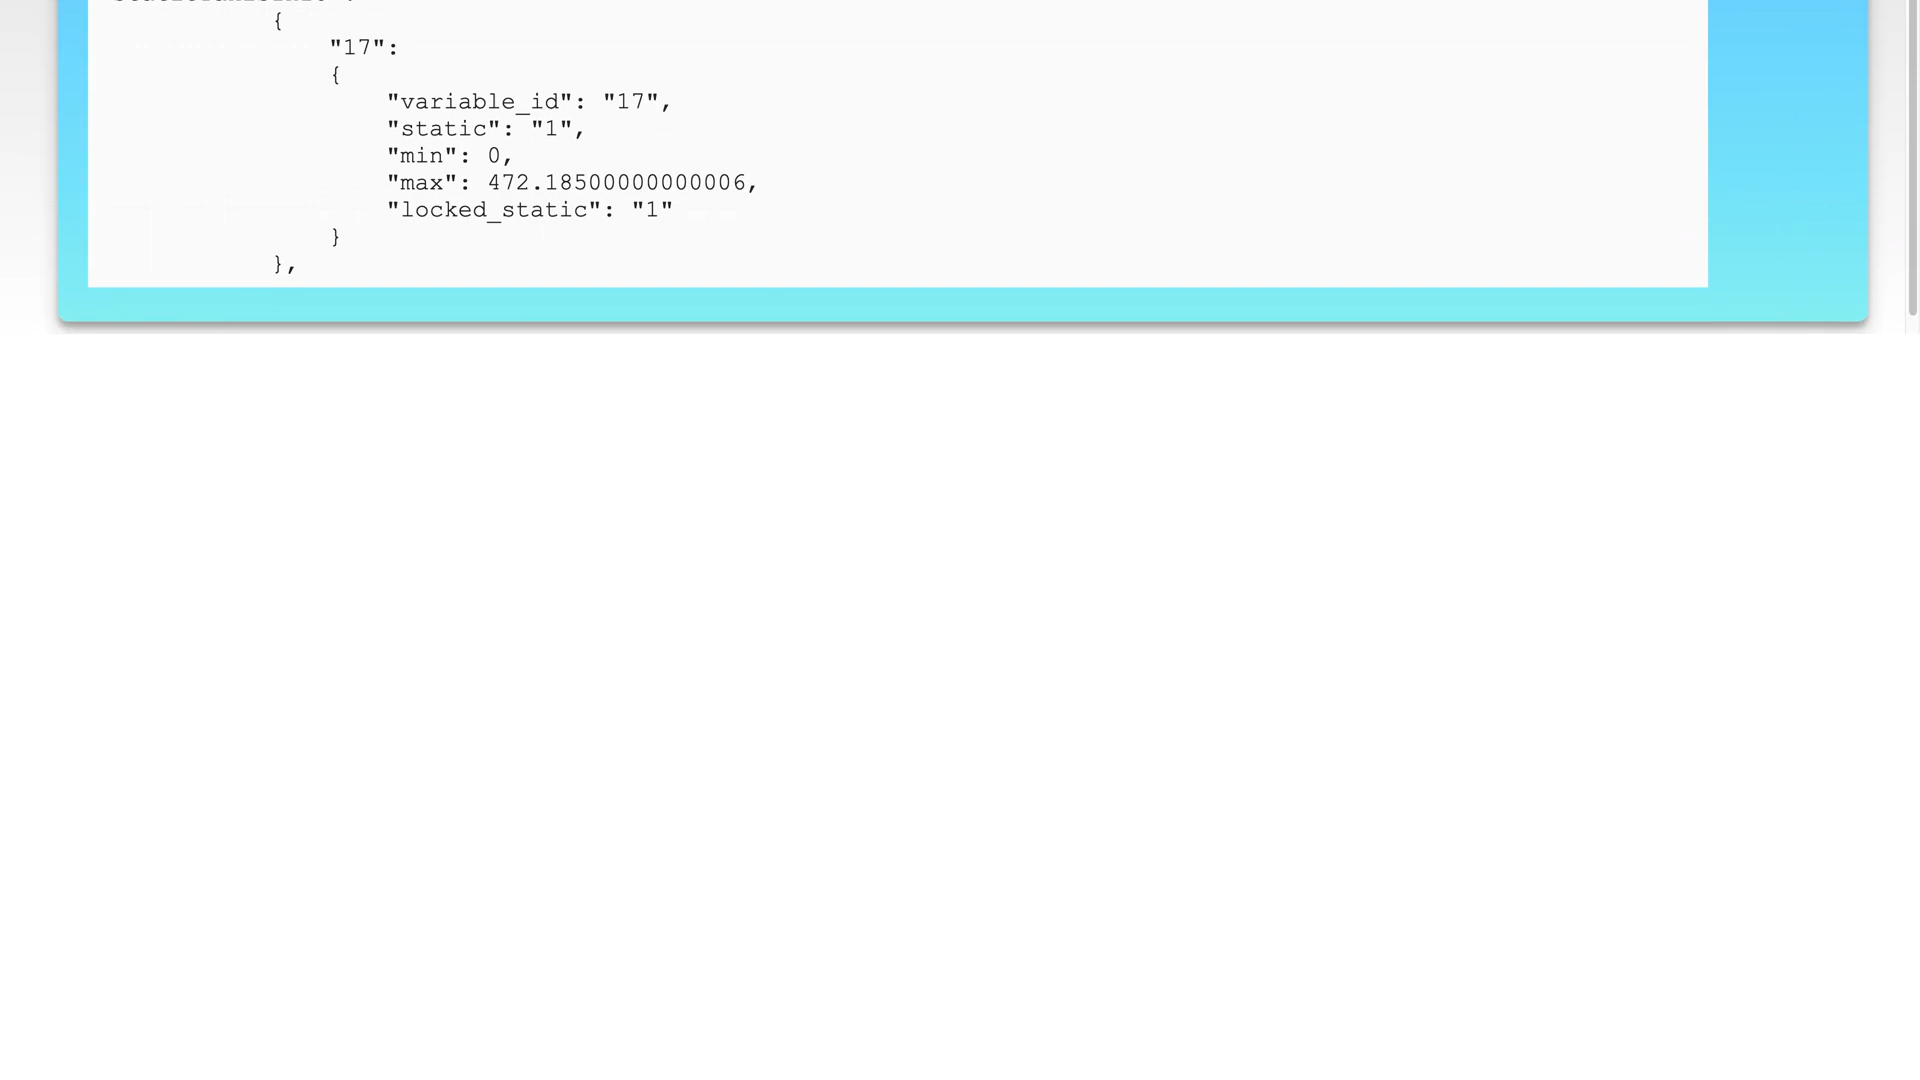 {
"17":
{
"variable_id": "17",
"static": "1",
"min": 0,
"max": 472.18500000000006,
"locked_static": "1"
}
},